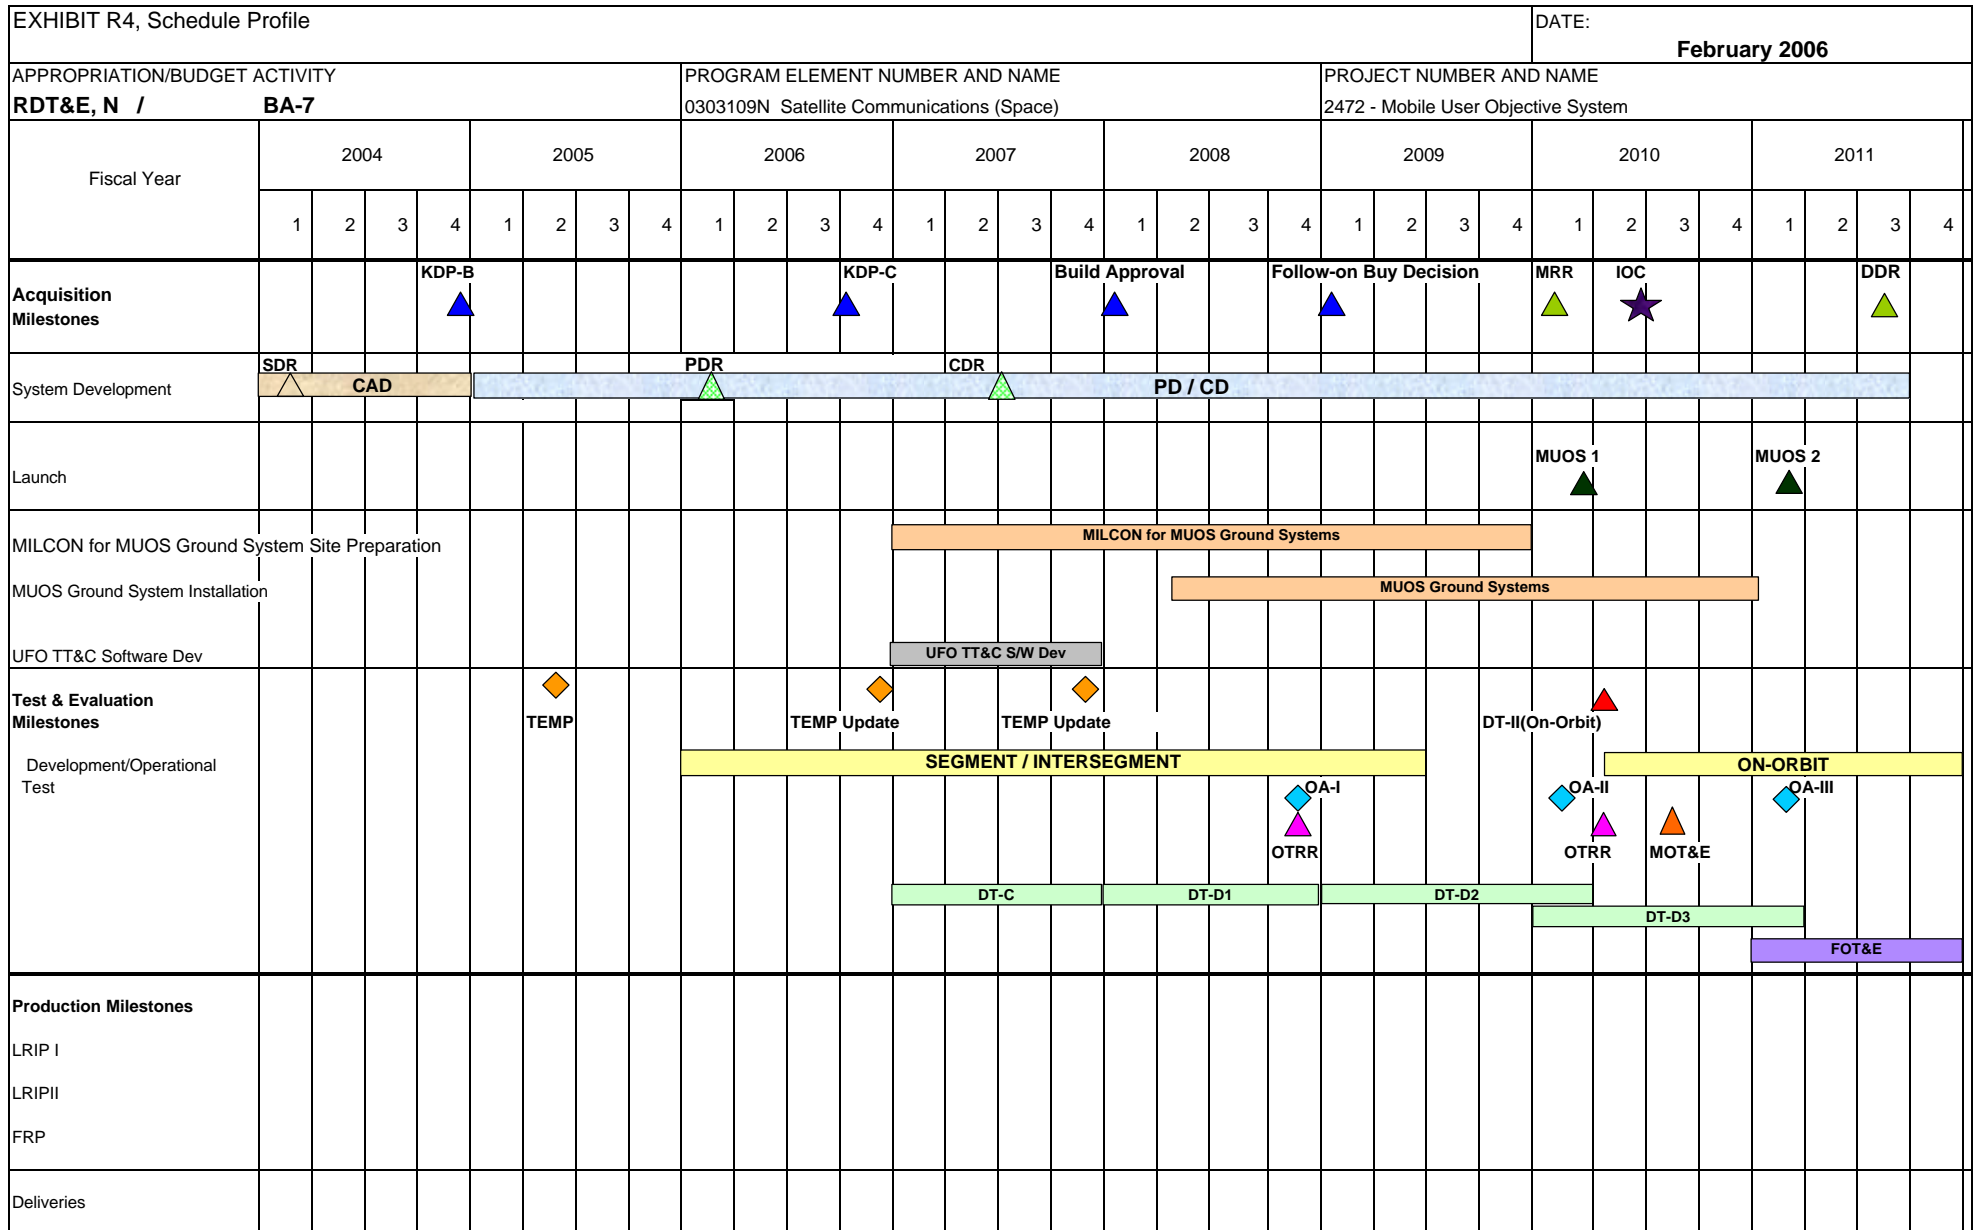 EXHIBIT R4, Schedule Profile
DATE:
February 2006
APPROPRIATION/BUDGET ACTIVITY
PROGRAM ELEMENT NUMBER AND NAME
PROJECT NUMBER AND NAME
RDT&E, N / BA-7
0303109N Satellite Communications (Space)
2472 - Mobile User Objective System
Fiscal Year
2004 2005 2006 2007 2008 2009 2010 2011
1 2 3 4 1 2 3 4 1 2 3 4 1 2 3 4 1 2 3 4 1 2 3 4 1 2 3 4 1 2 3 4
KDP-B KDP-C Build Approval Follow-on Buy Decision MRR IOC DDR
Acquisition
Milestones
SDR PDR CDR
System Development CAD PD / CD
MUOS 1 MUOS 2
Launch
MILCON for MUOS Ground System Site Preparation MILCON for MUOS Ground Systems
MUOS Ground System Installation MUOS Ground Systems
UFO TT&C Software Dev UFO TT&C S/W Dev
Test & Evaluation
Milestones TEMP TEMP Update TEMP Update DT-II(On-Orbit)
Development/Operational SEGMENT / INTERSEGMENT ON-ORBIT
Test OA-I OA-II OA-III
OTRR OTRR MOT&E
DT-C DT-D1 DT-D2
DT-D3
FOT&E
Production Milestones
LRIP I
LRIPII
FRP
Deliveries